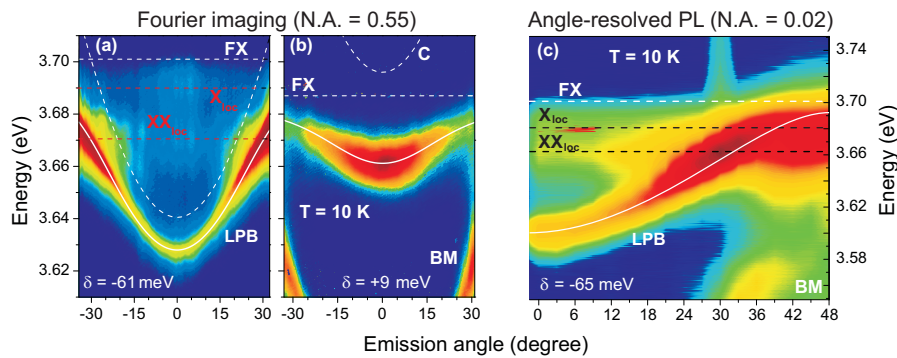 Fourier imaging (N.A. = 0.55)
Angle-resolved PL (N.A. = 0.02)
(a)
FX
X_loc
XX_loc
LPB
δ = -61 meV
3.70
3.68
3.66
3.64
3.62
Energy (eV)
-30
-15
0
15
30
(b)
C
FX
T = 10 K
BM
δ = +9 meV
-30
-15
0
15
30
(c)
T = 10 K
FX
X_loc
XX_loc
LPB
δ = -65 meV
BM
3.74
3.70
3.66
3.62
3.58
Energy (eV)
0
6
12
18
24
30
36
42
48
Emission angle (degree)